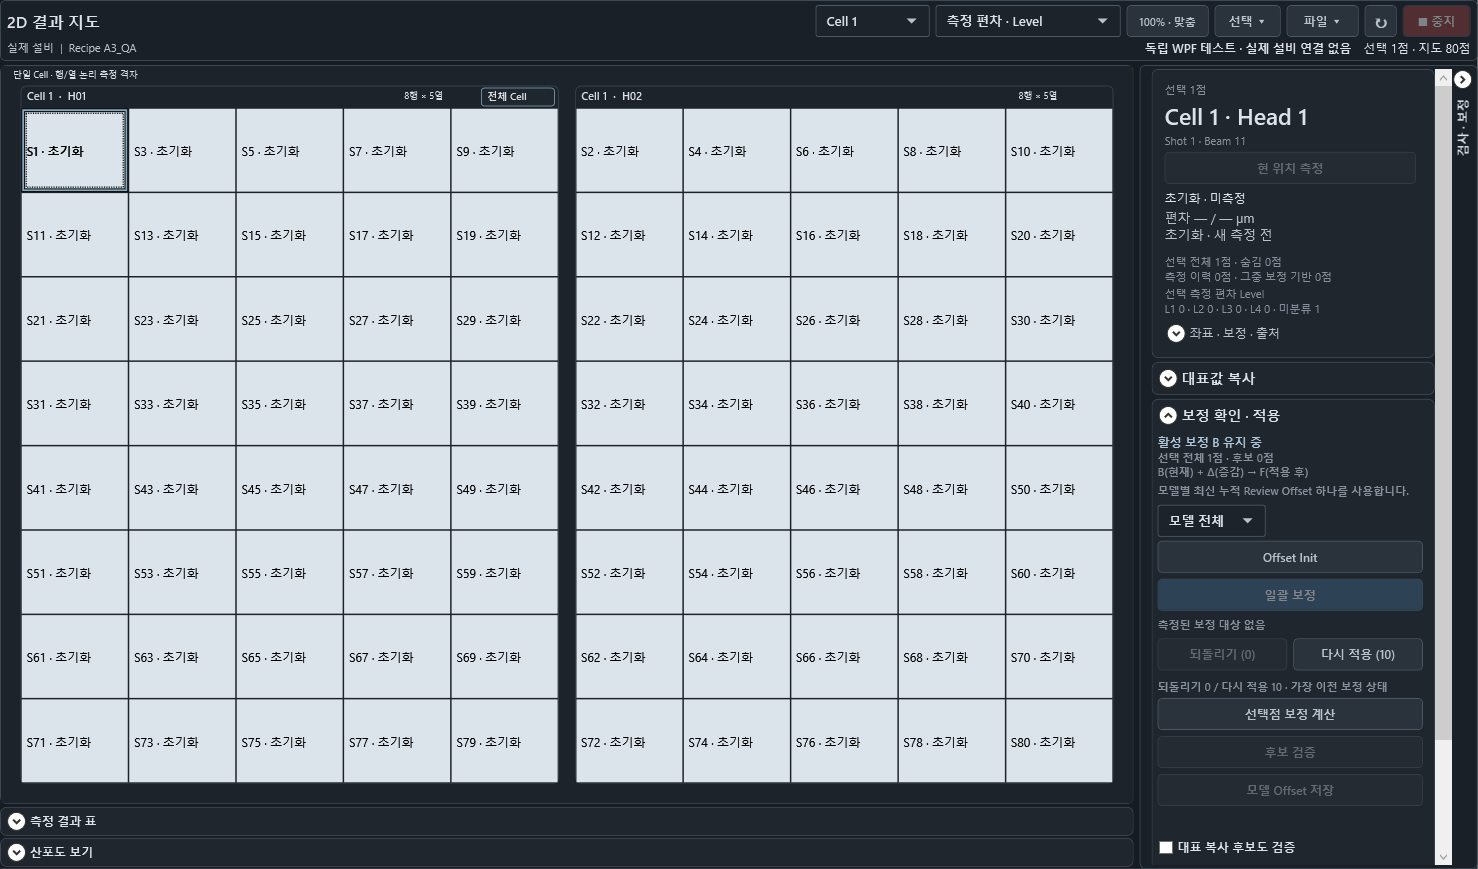 2D 결과 지도
Cell 1
측정 편차 · Level
100% · 맞춤
선택
파일
중지
실제 설비 | Recipe A3_QA
독립 WPF 테스트 · 실제 설비 연결 없음 선택 1점 · 지도 80점
단일 Cell · 행/열 논리 측정 격자
Cell 1 · H01
8행 × 5열
전체 Cell
Cell 1 · H02
8행 × 5열
S1 · 초기화 S3 · 초기화 S5 · 초기화 S7 · 초기화 S9 · 초기화 S2 · 초기화 S4 · 초기화 S6 · 초기화 S8 · 초기화 S10 · 초기화
S11 · 초기화 S13 · 초기화 S15 · 초기화 S17 · 초기화 S19 · 초기화 S12 · 초기화 S14 · 초기화 S16 · 초기화 S18 · 초기화 S20 · 초기화
S21 · 초기화 S23 · 초기화 S25 · 초기화 S27 · 초기화 S29 · 초기화 S22 · 초기화 S24 · 초기화 S26 · 초기화 S28 · 초기화 S30 · 초기화
S31 · 초기화 S33 · 초기화 S35 · 초기화 S37 · 초기화 S39 · 초기화 S32 · 초기화 S34 · 초기화 S36 · 초기화 S38 · 초기화 S40 · 초기화
S41 · 초기화 S43 · 초기화 S45 · 초기화 S47 · 초기화 S49 · 초기화 S42 · 초기화 S44 · 초기화 S46 · 초기화 S48 · 초기화 S50 · 초기화
S51 · 초기화 S53 · 초기화 S55 · 초기화 S57 · 초기화 S59 · 초기화 S52 · 초기화 S54 · 초기화 S56 · 초기화 S58 · 초기화 S60 · 초기화
S61 · 초기화 S63 · 초기화 S65 · 초기화 S67 · 초기화 S69 · 초기화 S62 · 초기화 S64 · 초기화 S66 · 초기화 S68 · 초기화 S70 · 초기화
S71 · 초기화 S73 · 초기화 S75 · 초기화 S77 · 초기화 S79 · 초기화 S72 · 초기화 S74 · 초기화 S76 · 초기화 S78 · 초기화 S80 · 초기화
측정 결과 표
산포도 보기
선택 1점
Cell 1 · Head 1
Shot 1 · Beam 11
현 위치 측정
초기화 · 미측정
편차 — / — µm
초기화 · 새 측정 전
선택 전체 1점 · 숨김 0점
측정 이력 0점 · 그중 보정 기반 0점
선택 측정 편차 Level
L1 0 · L2 0 · L3 0 · L4 0 · 미분류 1
좌표 · 보정 · 출처
대표값 복사
보정 확인 · 적용
활성 보정 B 유지 중
선택 전체 1점 · 후보 0점
B(현재) + Δ(증감) → F(적용 후)
모델별 최신 누적 Review Offset 하나를 사용합니다.
모델 전체
Offset Init
일괄 보정
측정된 보정 대상 없음
되돌리기 (0)
다시 적용 (10)
되돌리기 0 / 다시 적용 10 · 가장 이전 보정 상태
선택점 보정 계산
후보 검증
모델 Offset 저장
대표 복사 후보도 검증
검사 · 보정